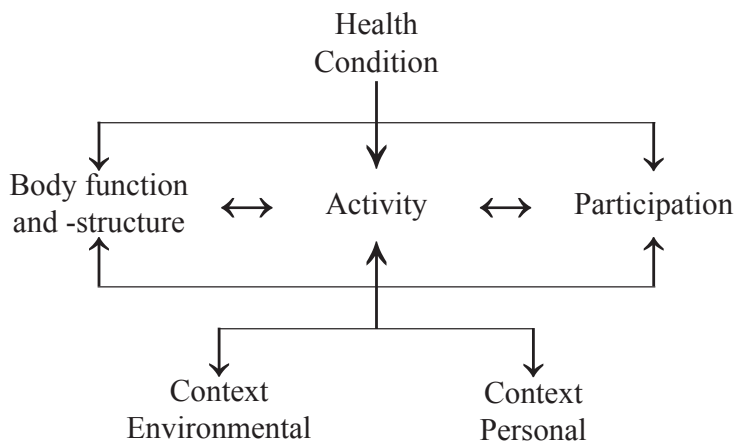 Health
Condition
Body function
and -structure
Activity
Participation
Context
Environmental
Context
Personal